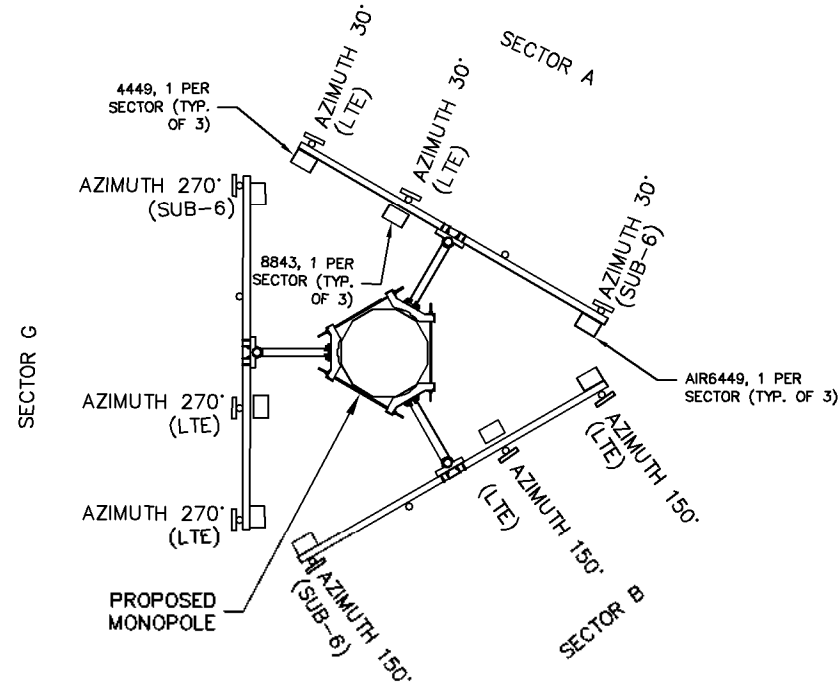 SECTOR A
AZIMUTH 30°
(LTE)
AZIMUTH 30°
(LTE)
AZIMUTH 30°
(SUB-6)
4449, 1 PER
SECTOR (TYP.
OF 3)
8843, 1 PER
SECTOR (TYP.
OF 3)
AIR6449, 1 PER
SECTOR (TYP. OF 3)
SECTOR G
AZIMUTH 270°
(SUB-6)
AZIMUTH 270°
(LTE)
AZIMUTH 270°
(LTE)
PROPOSED
MONOPOLE
AZIMUTH 150°
(LTE)
AZIMUTH 150°
(LTE)
AZIMUTH 150°
(SUB-6)
SECTOR B